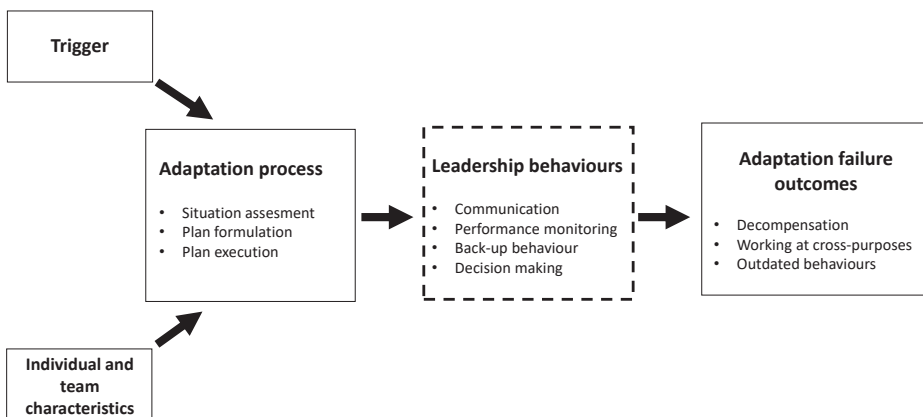 Trigger
Adaptation process
• Situation assesment
• Plan formulation
• Plan execution
Leadership behaviours
• Communication
• Performance monitoring
• Back-up behaviour
• Decision making
Adaptation failure
outcomes
• Decompensation
• Working at cross-purposes
• Outdated behaviours
Individual and
team
characteristics